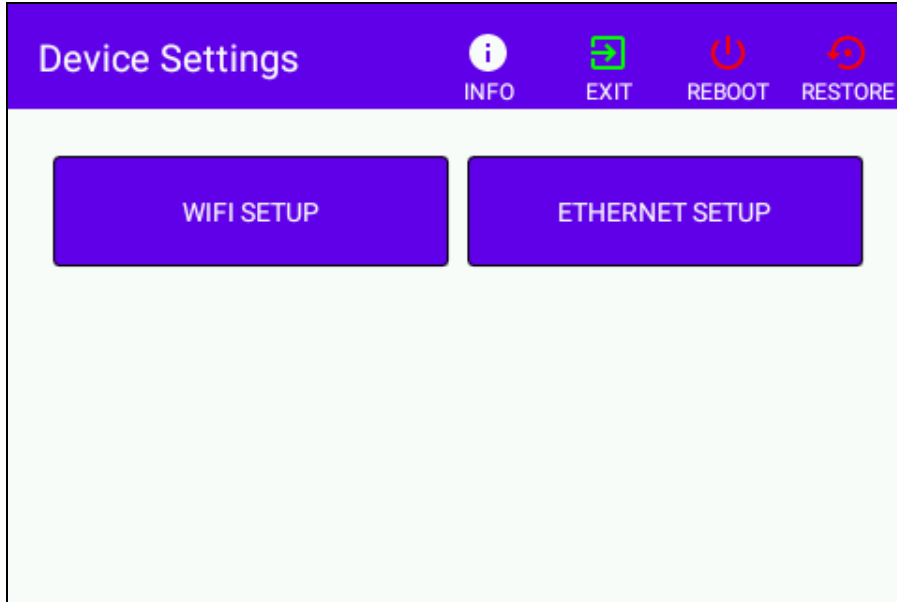 Device Settings
INFO EXIT REBOOT RESTORE
WIFI SETUP ETHERNET SETUP